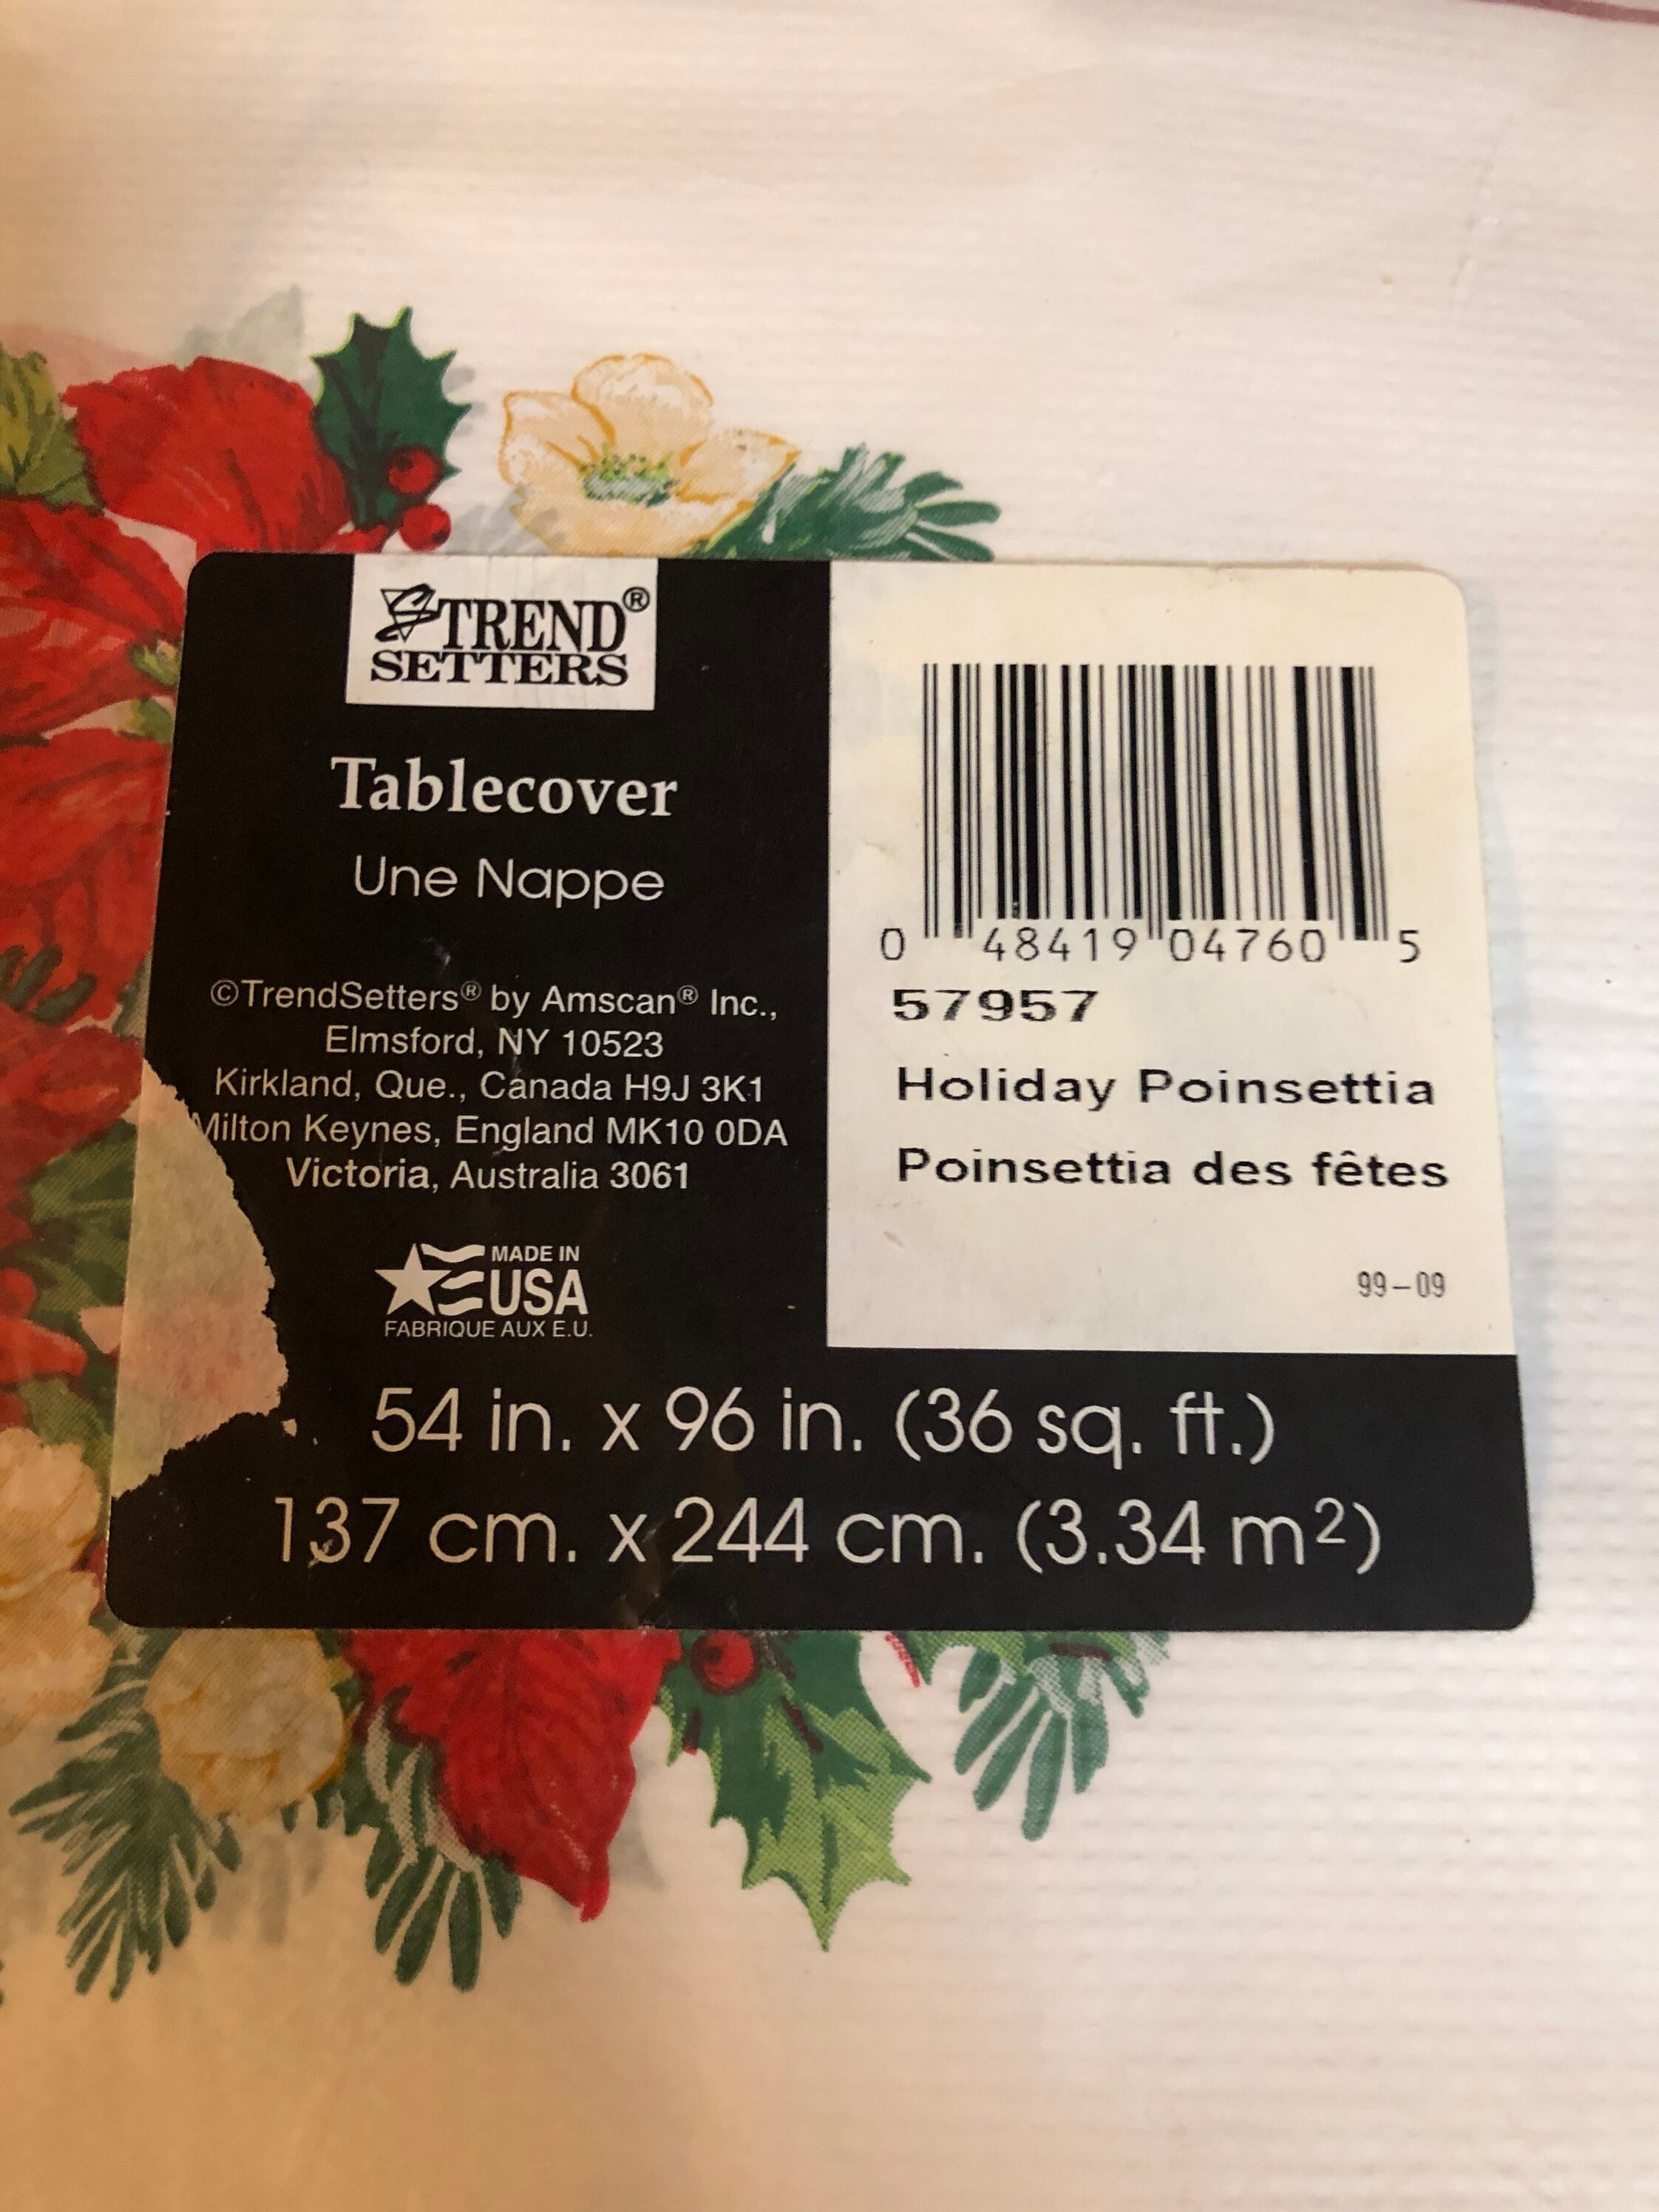 TREND®
SETTERS
Tablecover
Une Nappe
©TrendSetters® by Amscan® Inc.,
Elmsford, NY 10523
Kirkland, Que., Canada H9J 3K1
Milton Keynes, England MK10 0DA
Victoria, Australia 3061
MADE IN
USA
FABRIQUE AUX E.U.
0 48419 04760 5
57957
Holiday Poinsettia
Poinsettia des fêtes
99-09
54 in. x 96 in. (36 sq. ft.)
137 cm. x 244 cm. (3.34 m²)